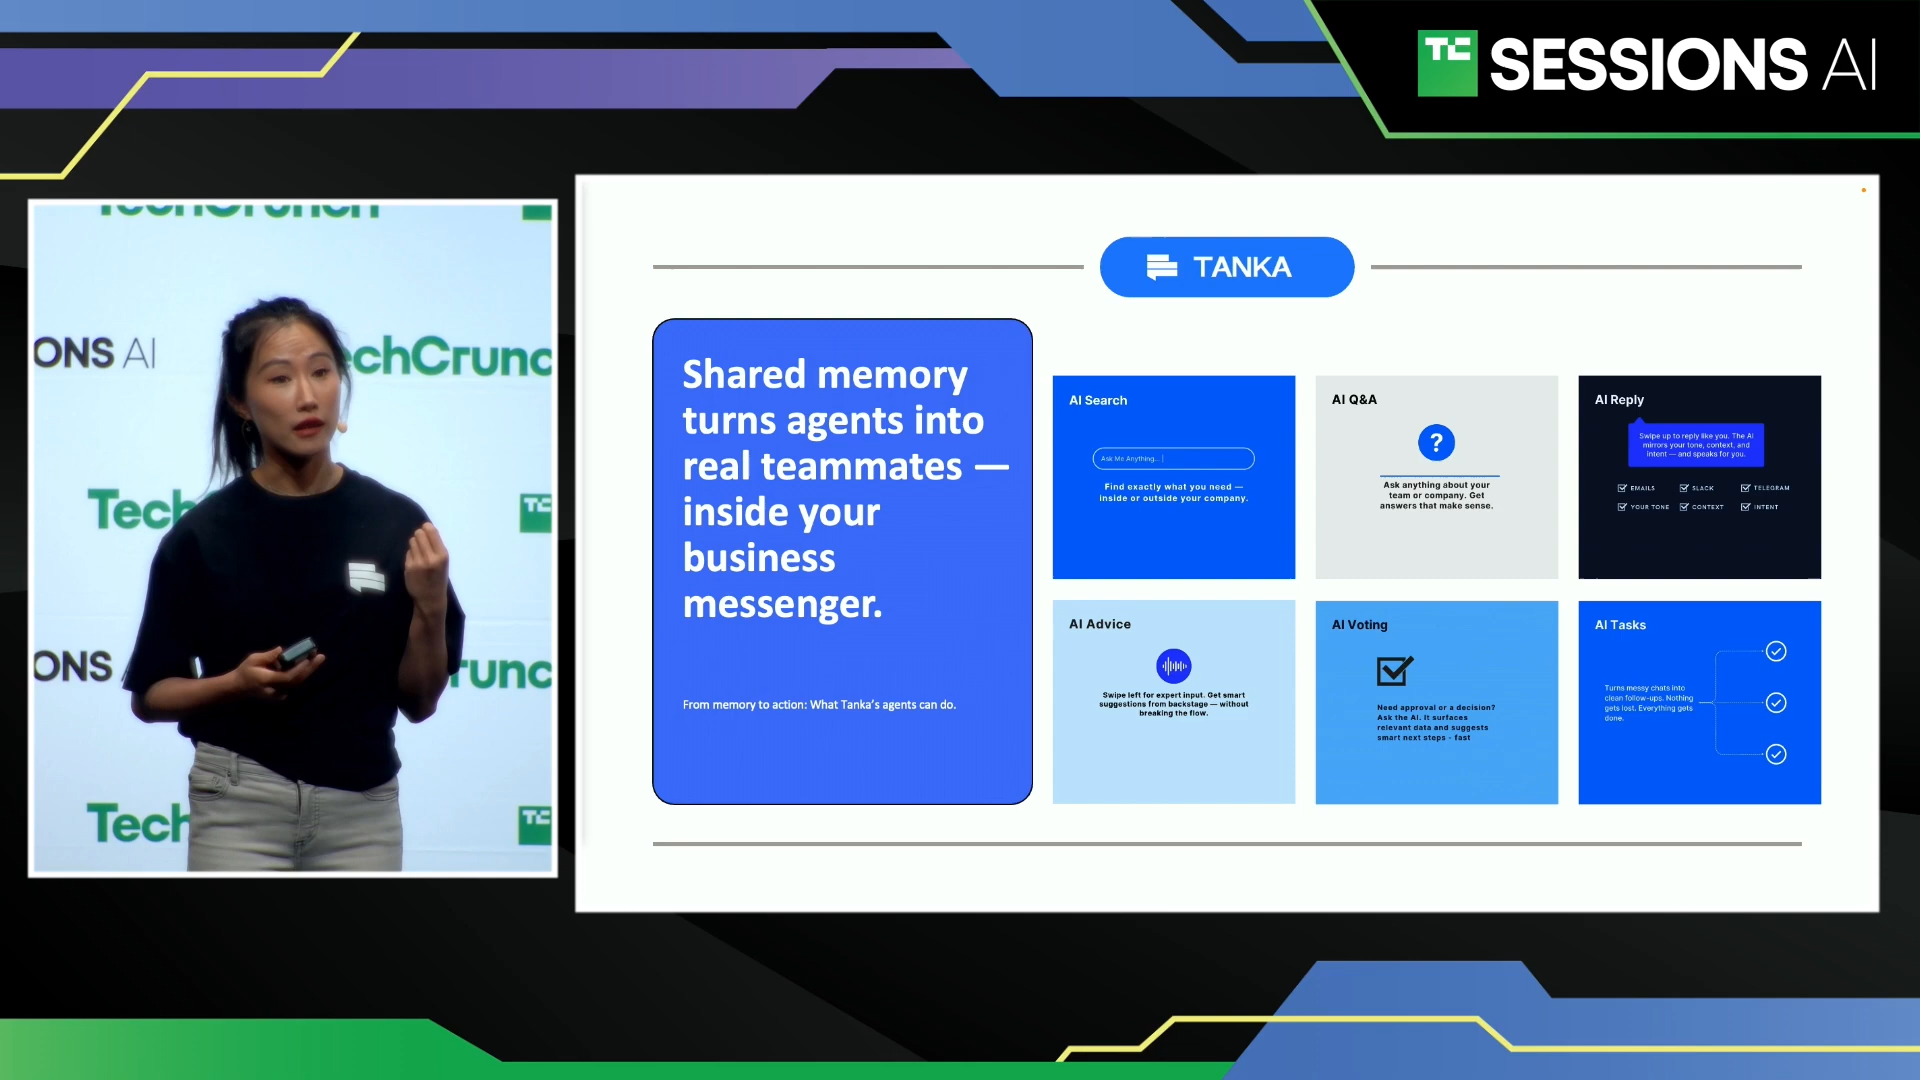 TC SESSIONS AI
TechCrunch
ONS AI
echCrunc
Tech
TC
ONS
runc
Tech
TC
TANKA
Shared memory
turns agents into
real teammates —
inside your
business
messenger.
From memory to action: What Tanka's agents can do.
AI Search
Ask Me Anything... |
Find exactly what you need —
inside or outside your company.
AI Q&A
?
Ask anything about your
team or company. Get
answers that make sense.
AI Reply
Swipe up to reply like you. The AI
mirrors your tone, context, and
intent — and speaks for you.
EMAILS SLACK TELEGRAM
YOUR TONE CONTEXT INTENT
AI Advice
Swipe left for expert input. Get smart
suggestions from backstage — without
breaking the flow.
AI Voting
Need approval or a decision?
Ask the AI. It surfaces
relevant data and suggests
smart next steps - fast
AI Tasks
Turns messy chats into
clean follow-ups. Nothing
gets lost. Everything gets
done.